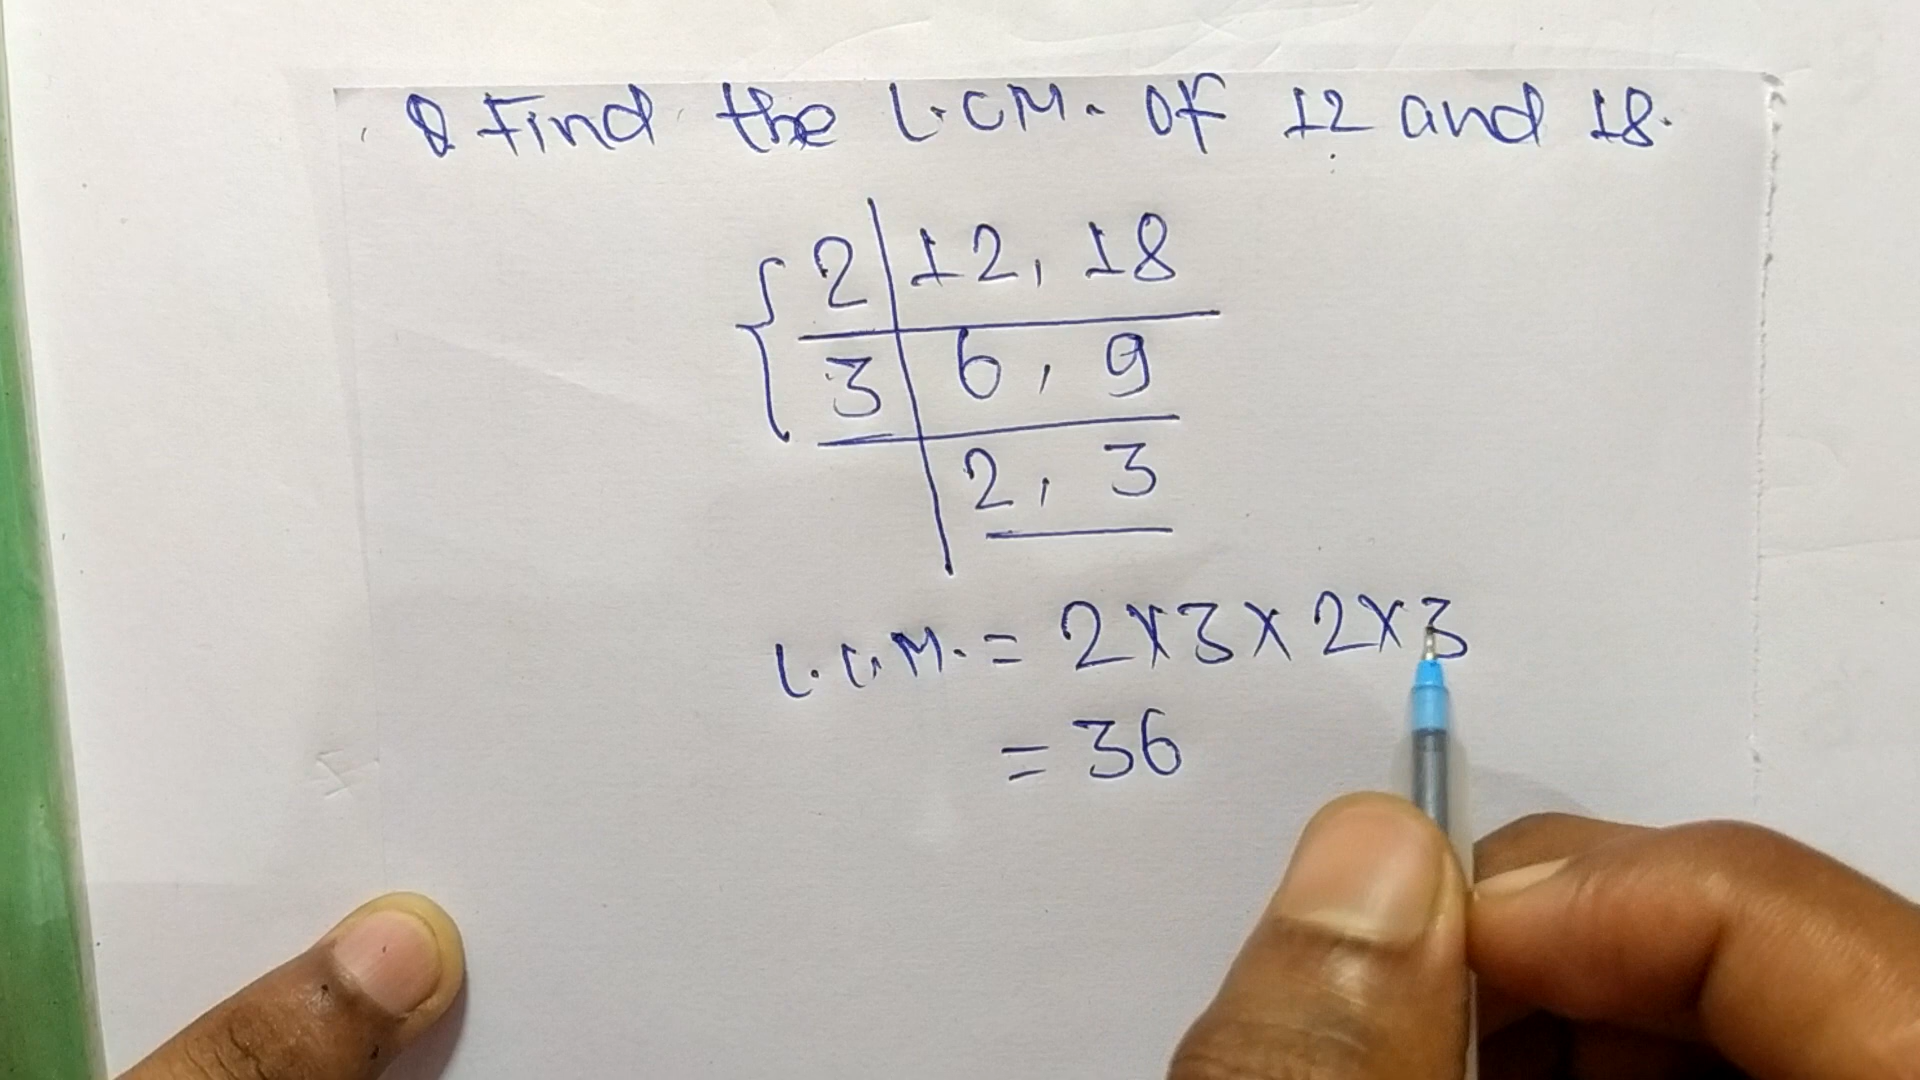 Q Find the L.CM. of 12 and 18.
2 | 12, 18
3 | 6, 9
2, 3
L.C.M. = 2×3×2×3
= 36